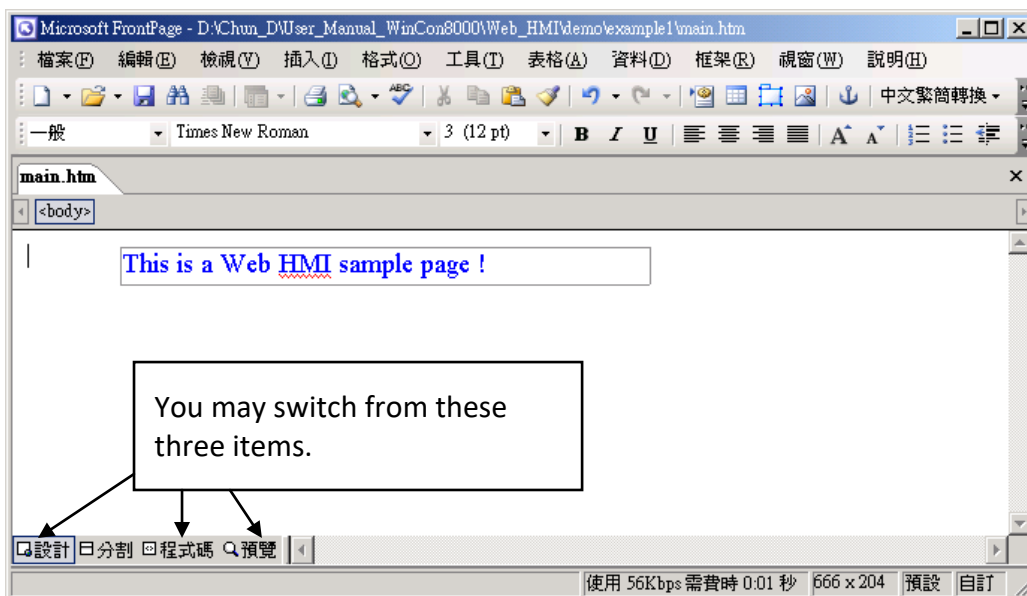 Microsoft FrontPage - D:\Chun_D\User_Manual_WinCon8000\Web_HMI\demo\example1\main.htm
檔案(F) 編輯(E) 檢視(V) 插入(I) 格式(O) 工具(T) 表格(A) 資料(D) 框架(R) 視窗(W) 說明(H)
ABC 中文繁簡轉換
一般 Times New Roman 3 (12 pt) B I U A A
main.htm
<body>
This is a Web HMI sample page !
You may switch from these
three items.
設計 分割 程式碼 預覽
使用 56Kbps 需費時 0:01 秒 666 x 204 預設 自訂